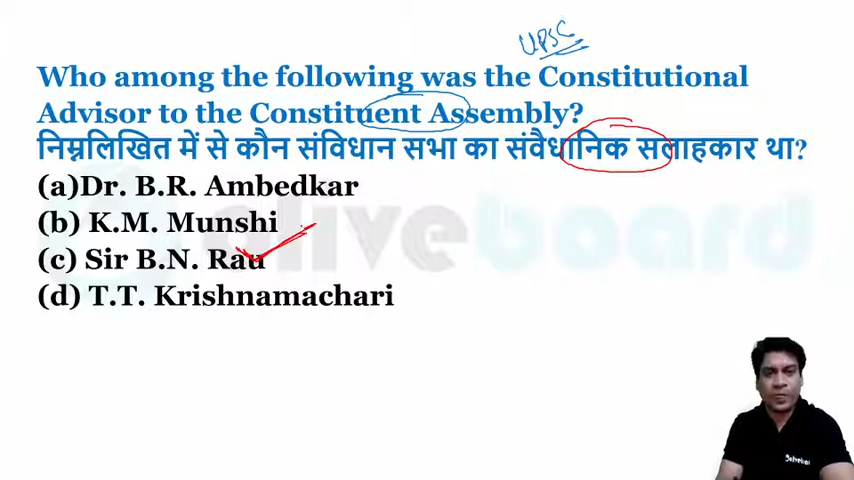 UPSC
Who among the following was the Constitutional
Advisor to the Constituent Assembly?
निम्नलिखित में से कौन संविधान सभा का संवैधानिक सलाहकार था?
(a)Dr. B.R. Ambedkar
(b) K.M. Munshi
(c) Sir B.N. Rau
(d) T.T. Krishnamachari
oliveboard